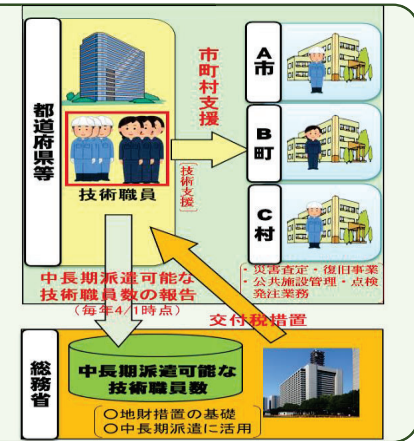 都道府県等
技術職員
市町村支援
〔技術支援〕
A市
B町
C村
・災害査定・復旧事業
・公共施設管理・点検
発注業務
中長期派遣可能な
技術職員数の報告
（毎年4/1時点）
交付税措置
総務省
中長期派遣可能な
技術職員数
○地財措置の基礎
○中長期派遣に活用